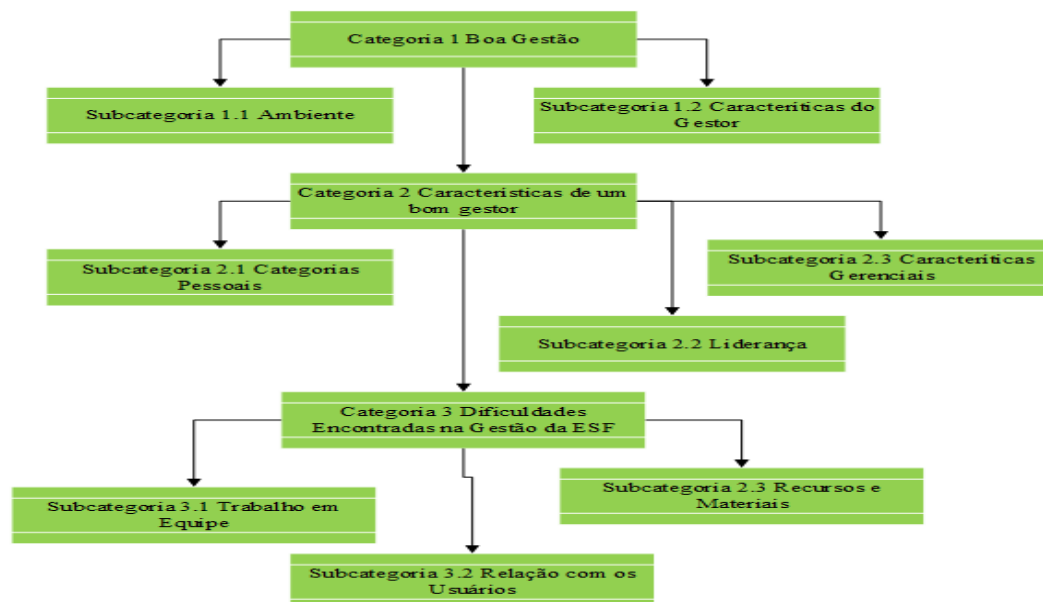 Categoria 1 Boa Gestão
Subcategoria 1.1 Ambiente
Subcategoria 1.2 Caracteríticas do
Gestor
Categoria 2 Características de um
bom gestor
Subcategoria 2.1 Categorias
Pessoais
Subcategoria 2.3 Caracteríticas
Gerenciais
Subcategoria 2.2 Liderança
Categoria 3 Dificuldades
Encontradas na Gestão da ESF
Subcategoria 3.1 Trabalho em
Equipe
Subcategoria 2.3 Recursos e
Materiais
Subcategoria 3.2 Relação com os
Usuários